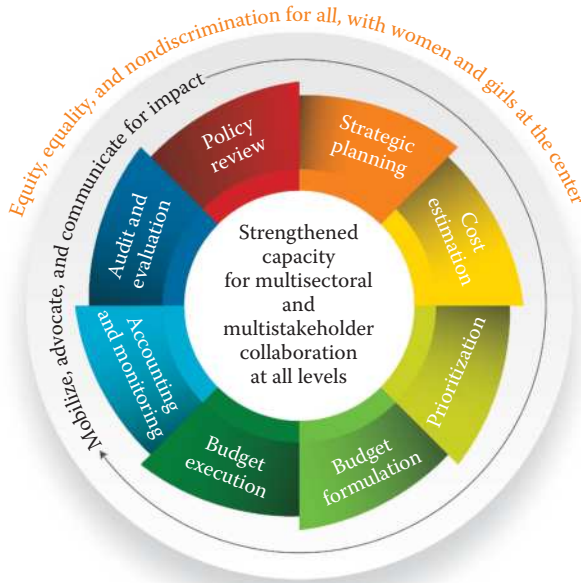 Equity, equality, and nondiscrimination for all, with women and girls at the center
Mobilize, advocate, and communicate for impact
Policy
review
Strategic
planning
Cost
estimation
Prioritization
Budget
formulation
Budget
execution
Accounting
and monitoring
Audit and
evaluation
Strengthened
capacity
for multisectoral
and
multistakeholder
collaboration
at all levels